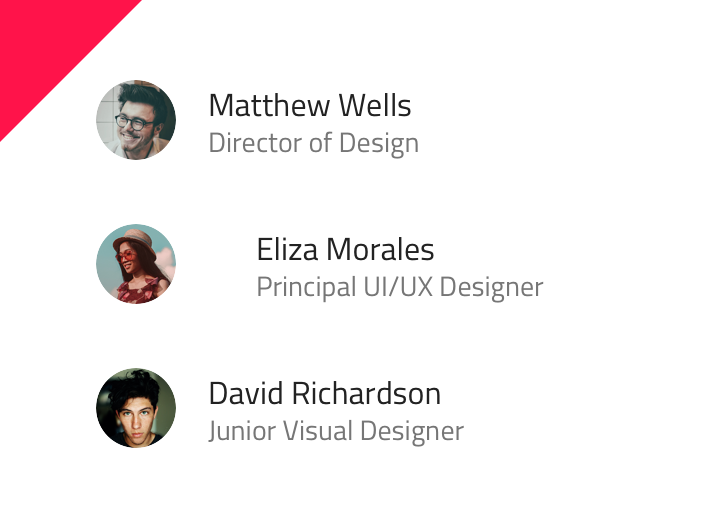 Matthew Wells
Director of Design
Eliza Morales
Principal UI/UX Designer
David Richardson
Junior Visual Designer